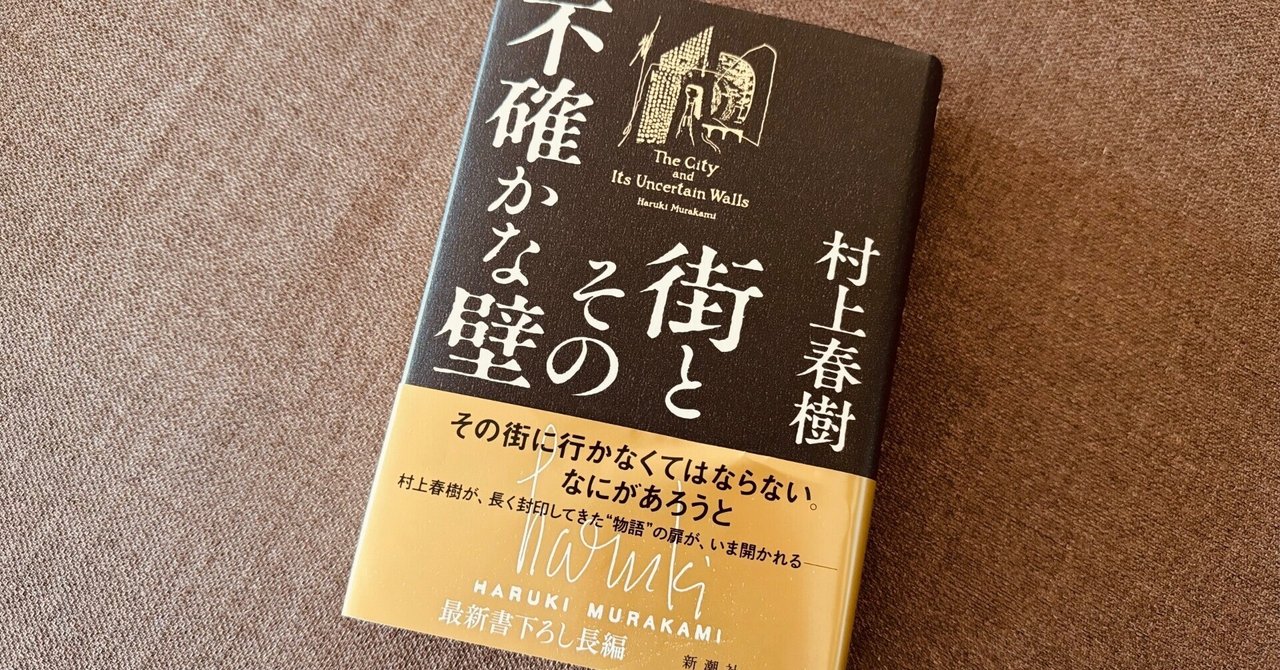 街と
その
不確かな
壁
The City
and
Its Uncertain Walls
Haruki Murakami
村上春樹
その街に行かなくてはならない。
なにがあろうと
村上春樹が、長く封印してきた“物語”の扉が、いま開かれる――
haruki
HARUKI MURAKAMI
最新書下ろし長編
新潮社